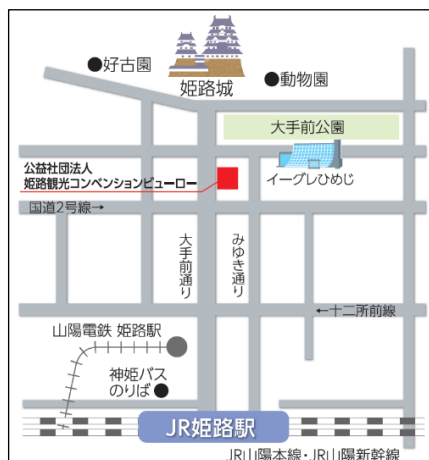 ●好古園
姫路城
●動物園
大手前公園
公益社団法人
姫路観光コンベンションビューロー
イーグレひめじ
国道2号線→
大手前通り
みゆき通り
←十二所前線
山陽電鉄 姫路駅
神姫バス
のりば●
JR姫路駅
JR山陽本線・JR山陽新幹線